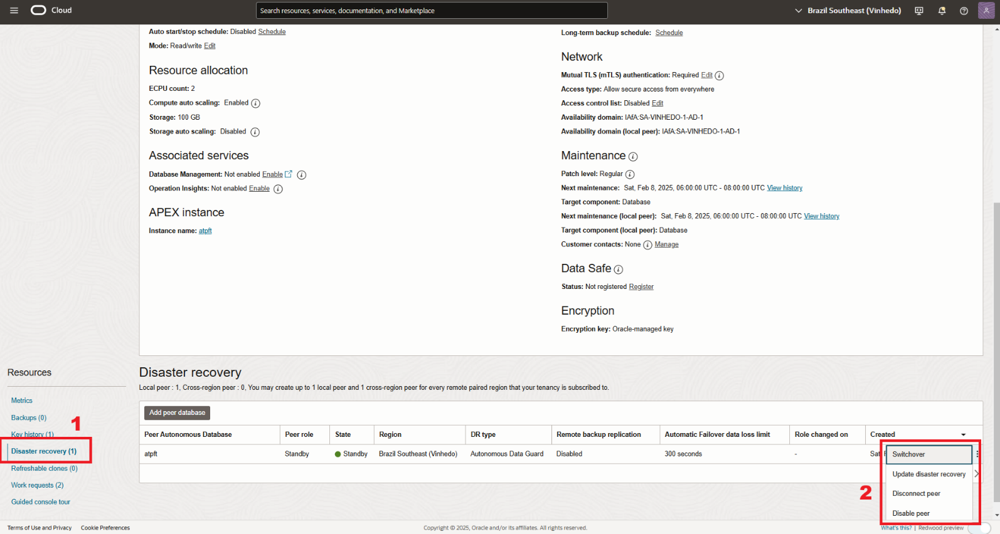 Cloud
Search resources, services, documentation, and Marketplace
Brazil Southeast (Vinhedo)
Auto start/stop schedule: Disabled Schedule
Mode: Read/write Edit
Resource allocation
ECPU count: 2
Compute auto scaling: Enabled
Storage: 100 GB
Storage auto scaling: Disabled
Associated services
Database Management: Not enabled Enable
Operation Insights: Not enabled Enable
APEX instance
Instance name: atpft
Long-term backup schedule: Schedule
Network
Mutual TLS (mTLS) authentication: Required Edit
Access type: Allow secure access from everywhere
Access control list: Disabled Edit
Availability domain: IAfA:SA-VINHEDO-1-AD-1
Availability domain (local peer): IAfA:SA-VINHEDO-1-AD-1
Maintenance
Patch level: Regular
Next maintenance: Sat, Feb 8, 2025, 06:00:00 UTC - 08:00:00 UTC View history
Target component: Database
Next maintenance (local peer): Sat, Feb 8, 2025, 06:00:00 UTC - 08:00:00 UTC View history
Target component (local peer): Database
Customer contacts: None Manage
Data Safe
Status: Not registered Register
Encryption
Encryption key: Oracle-managed key
Resources
Metrics
Backups (0)
1
Key history (1)
Disaster recovery (1)
Refreshable clones (0)
Work requests (2)
Guided console tour
Disaster recovery
Local peer : 1, Cross-region peer : 0, You may create up to 1 local peer and 1 cross-region peer for every remote paired region that your tenancy is subscribed to.
Add peer database
Peer Autonomous Database Peer role State Region DR type Remote backup replication Automatic Failover data loss limit Role changed on Created
atpft Standby Standby Brazil Southeast (Vinhedo) Autonomous Data Guard Disabled 300 seconds - Sat,
Switchover
Update disaster recovery
2
Disconnect peer
Disable peer
Terms of Use and Privacy Cookie Preferences
Copyright © 2025, Oracle and/or its affiliates. All rights reserved.
What's this? | Redwood preview